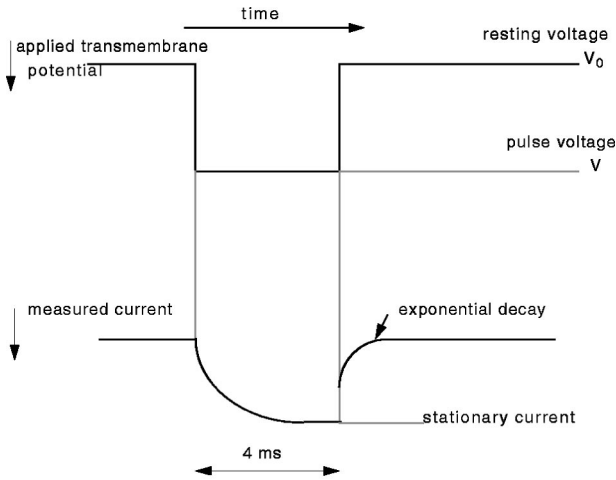 time
applied transmembrane
potential
resting voltage
V₀
pulse voltage
V
measured current
exponential decay
stationary current
4 ms